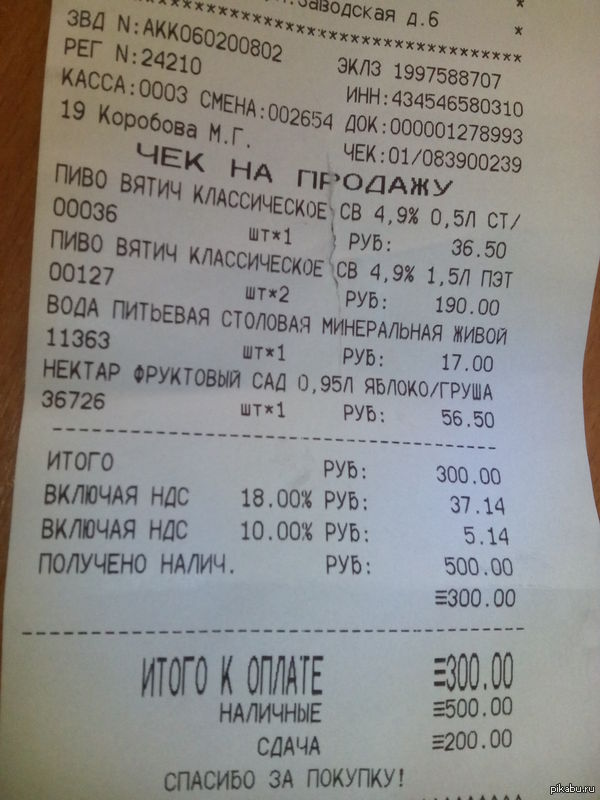 Заводская д.6 *
************************************
ЗВД N:АКК060200802 ЭКЛЗ 1997588707
РЕГ N:24210 ИНН:434546580310
КАССА:0003 СМЕНА:002654 ДОК:000001278993
19 Коробова М.Г. ЧЕК:01/083900239
ЧЕК НА ПРОДАЖУ
ПИВО ВЯТИЧ КЛАССИЧЕСКОЕ СВ 4,9% 0,5Л СТ/
00036 шт*1 РУБ: 36.50
ПИВО ВЯТИЧ КЛАССИЧЕСКОЕ СВ 4,9% 1,5Л ПЭТ
00127 шт*2 РУБ: 190.00
ВОДА ПИТЬЕВАЯ СТОЛОВАЯ МИНЕРАЛЬНАЯ ЖИВОЙ
11363 шт*1 РУБ: 17.00
НЕКТАР ФРУКТОВЫЙ САД 0,95Л ЯБЛОКО/ГРУША
36726 шт*1 РУБ: 56.50
ИТОГО РУБ: 300.00
ВКЛЮЧАЯ НДС 18.00% РУБ: 37.14
ВКЛЮЧАЯ НДС 10.00% РУБ: 5.14
ПОЛУЧЕНО НАЛИЧ. РУБ: 500.00
≡300.00
ИТОГО К ОПЛАТЕ ≡300.00
НАЛИЧНЫЕ ≡500.00
СДАЧА ≡200.00
СПАСИБО ЗА ПОКУПКУ!
pikabu.ru